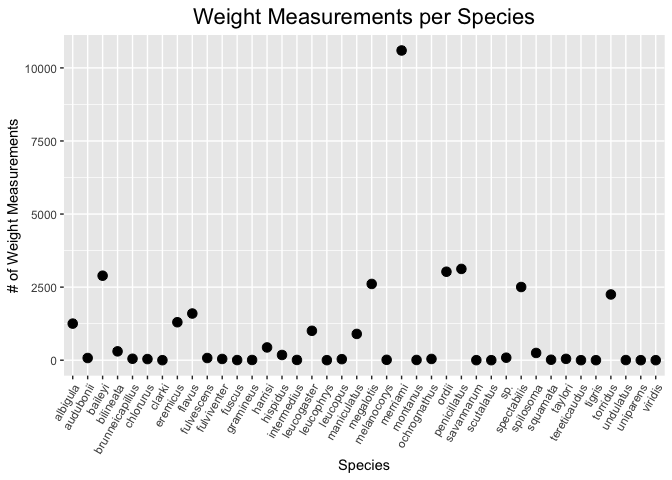 Weight Measurements per Species
# of Weight Measurements
10000
7500
5000
2500
0
albigula
audubonii
baileyi
bilineata
brunneicapillus
chlorurus
clarki
eremicus
flavus
fulvescens
fulviventer
fuscus
gramineus
harrisi
hispidus
intermedius
leucogaster
leucophrys
leucopus
maniculatus
megalotis
melanocorys
merriami
montanus
ochrognathus
ordii
penicillatus
savannarum
scutalatus
sp.
spectabilis
spilosoma
squamata
taylori
tereticaudus
tigris
torridus
undulatus
uniparens
viridis
Species